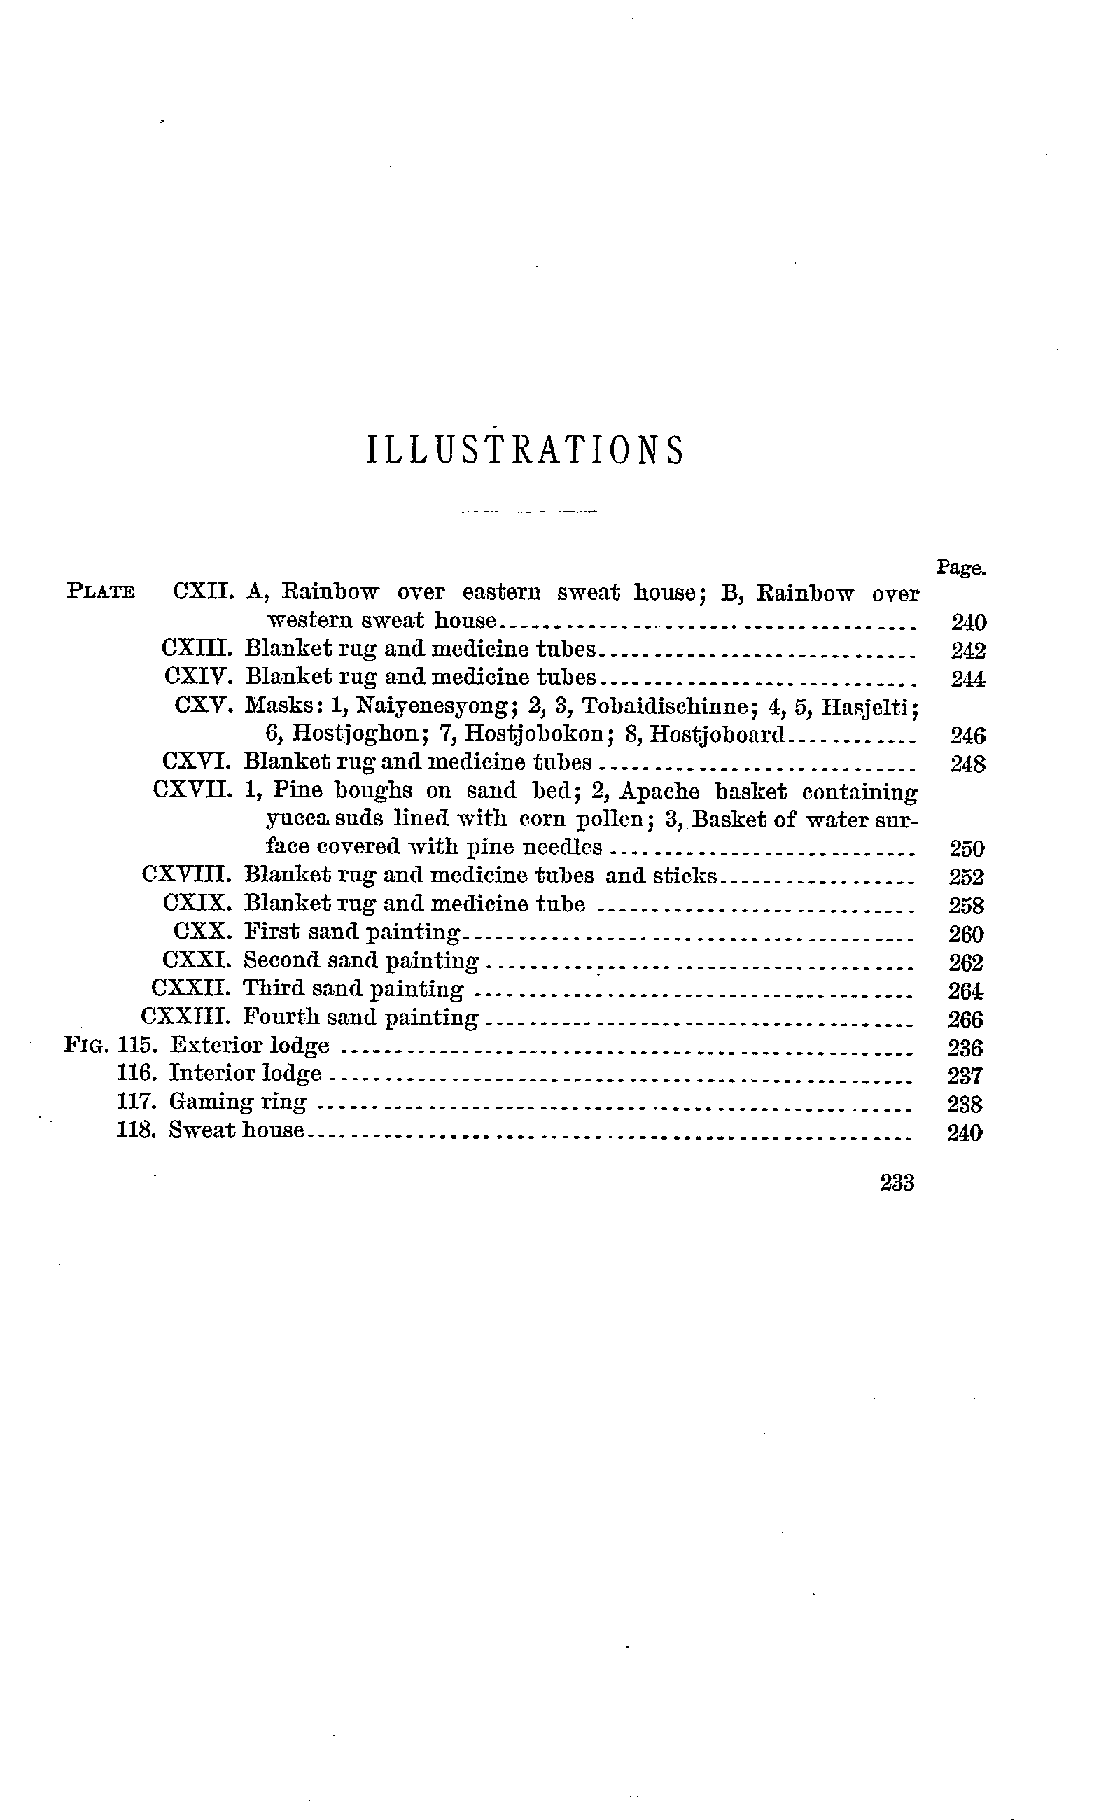 ILLUSTRATIONS
Page.
PLATE CXII. A, Rainbow over eastern sweat house; B, Rainbow over
western sweat house 240
CXIII. Blanket rug and medicine tubes 242
CXIV. Blanket rug and medicine tubes 244
CXV. Masks: 1, Naiyenesyong; 2, 3, Tobaidischinne; 4, 5, Hasjelti;
6, Hostjoghon; 7, Hostjobokon; 8, Hostjoboard 246
CXVI. Blanket rug and medicine tubes 248
CXVII. 1, Pine boughs on sand bed; 2, Apache basket containing
yucca suds lined with corn pollen; 3, Basket of water sur-
face covered with pine needles 250
CXVIII. Blanket rug and medicine tubes and sticks 252
CXIX. Blanket rug and medicine tube 258
CXX. First sand painting 260
CXXI. Second sand painting 262
CXXII. Third sand painting 264
CXXIII. Fourth sand painting 266
FIG. 115. Exterior lodge 236
116. Interior lodge 237
117. Gaming ring 238
118. Sweat house 240
233